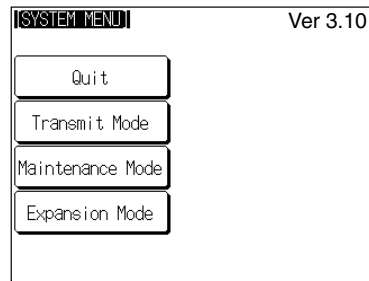 [SYSTEM MENU] Ver 3.10
Quit
Transmit Mode
Maintenance Mode
Expansion Mode